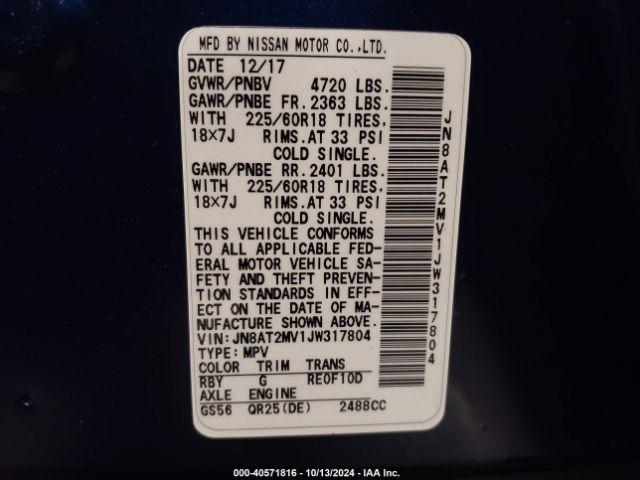 MFD BY NISSAN MOTOR CO.,LTD.
DATE 12/17
GVWR/PNBV 4720 LBS.
GAWR/PNBE FR. 2363 LBS.
WITH 225/60R18 TIRES,
18×7J RIMS. AT 33 PSI
COLD SINGLE.
GAWR/PNBE RR. 2401 LBS.
WITH 225/60R18 TIRES,
18×7J RIMS. AT 33 PSI
COLD SINGLE.
THIS VEHICLE CONFORMS
TO ALL APPLICABLE FED-
ERAL MOTOR VEHICLE SA-
FETY AND THEFT PREVEN-
TION STANDARDS IN EFF-
ECT ON THE DATE OF MA-
NUFACTURE SHOWN ABOVE.
VIN:JN8AT2MV1JW317804
TYPE:MPV
COLOR TRIM TRANS
RBY G RE0F10D
AXLE ENGINE
GS56 QR25(DE) 2488CC
JN8AT2MV1JW317804
000-40571816 - 10/13/2024 - Copyright © 2024 IAA. All Rights Reserved